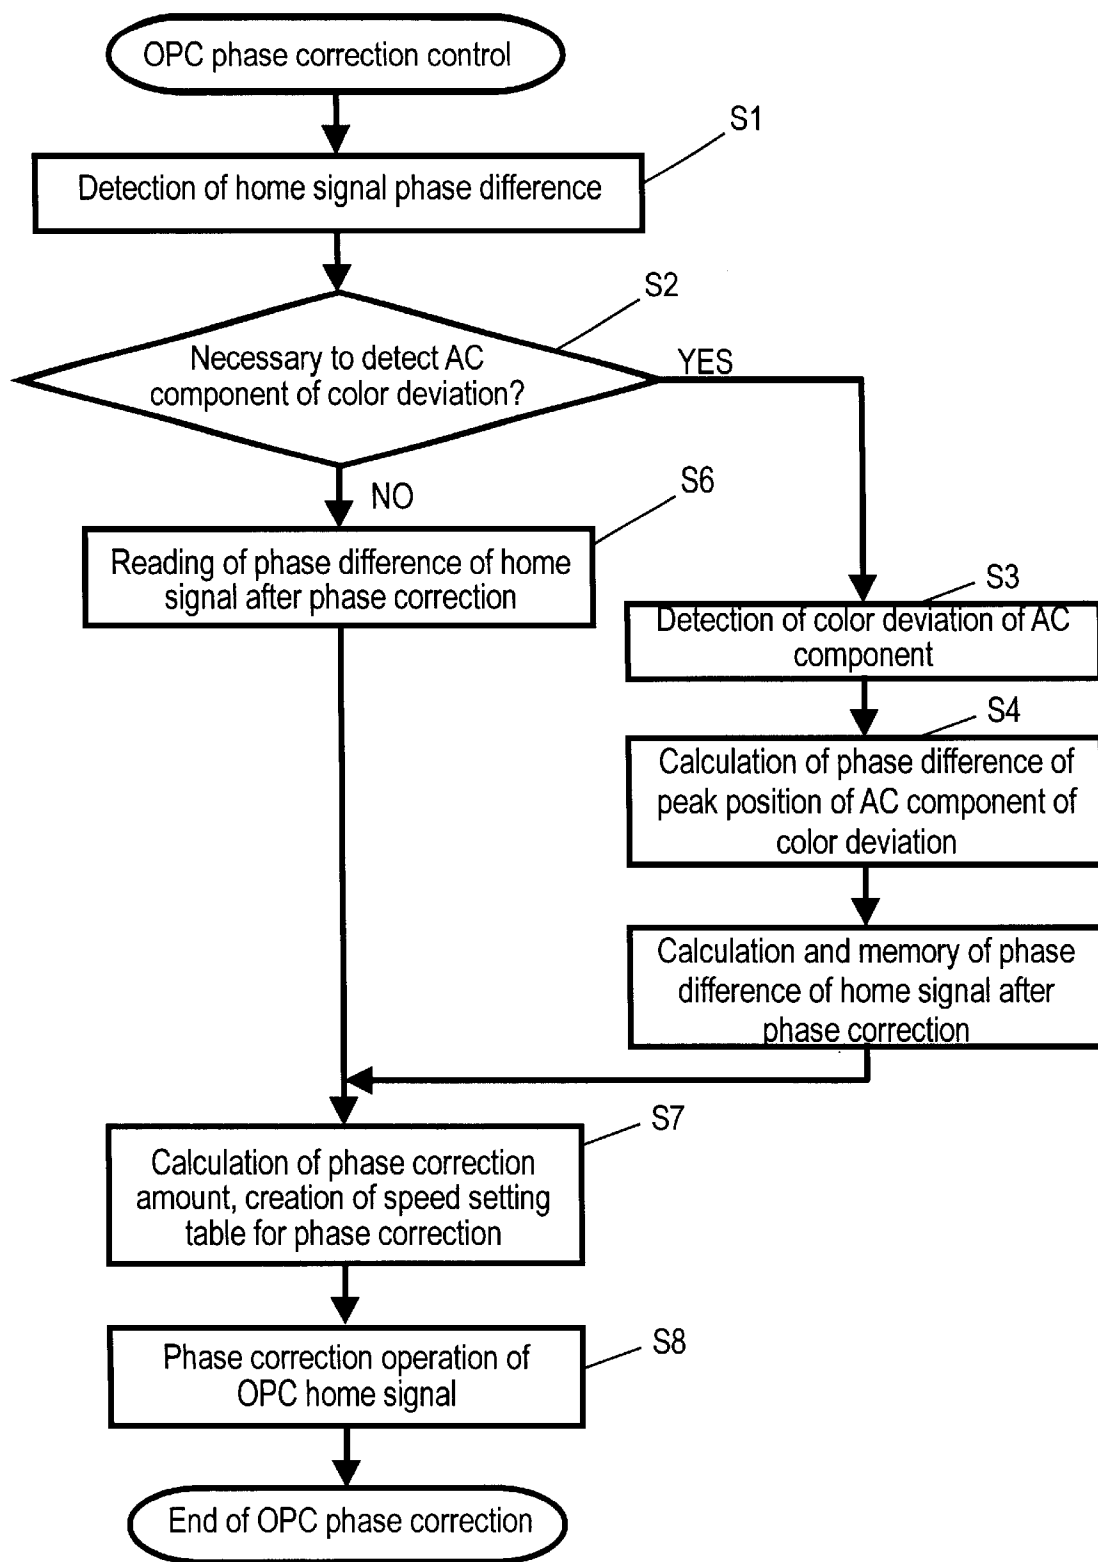 OPC phase correction control
S1
Detection of home signal phase difference
S2
Necessary to detect AC
component of color deviation?
YES
NO
S6
Reading of phase difference of home
signal after phase correction
S3
Detection of color deviation of AC
component
S4
Calculation of phase difference of
peak position of AC component of
color deviation
Calculation and memory of phase
difference of home signal after
phase correction
S7
Calculation of phase correction
amount, creation of speed setting
table for phase correction
S8
Phase correction operation of
OPC home signal
End of OPC phase correction